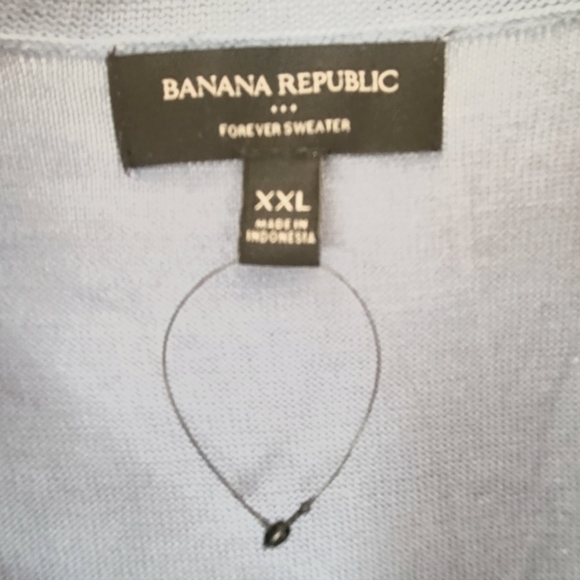 BANANA REPUBLIC
FOREVER SWEATER
XXL
MADE IN
INDONESIA